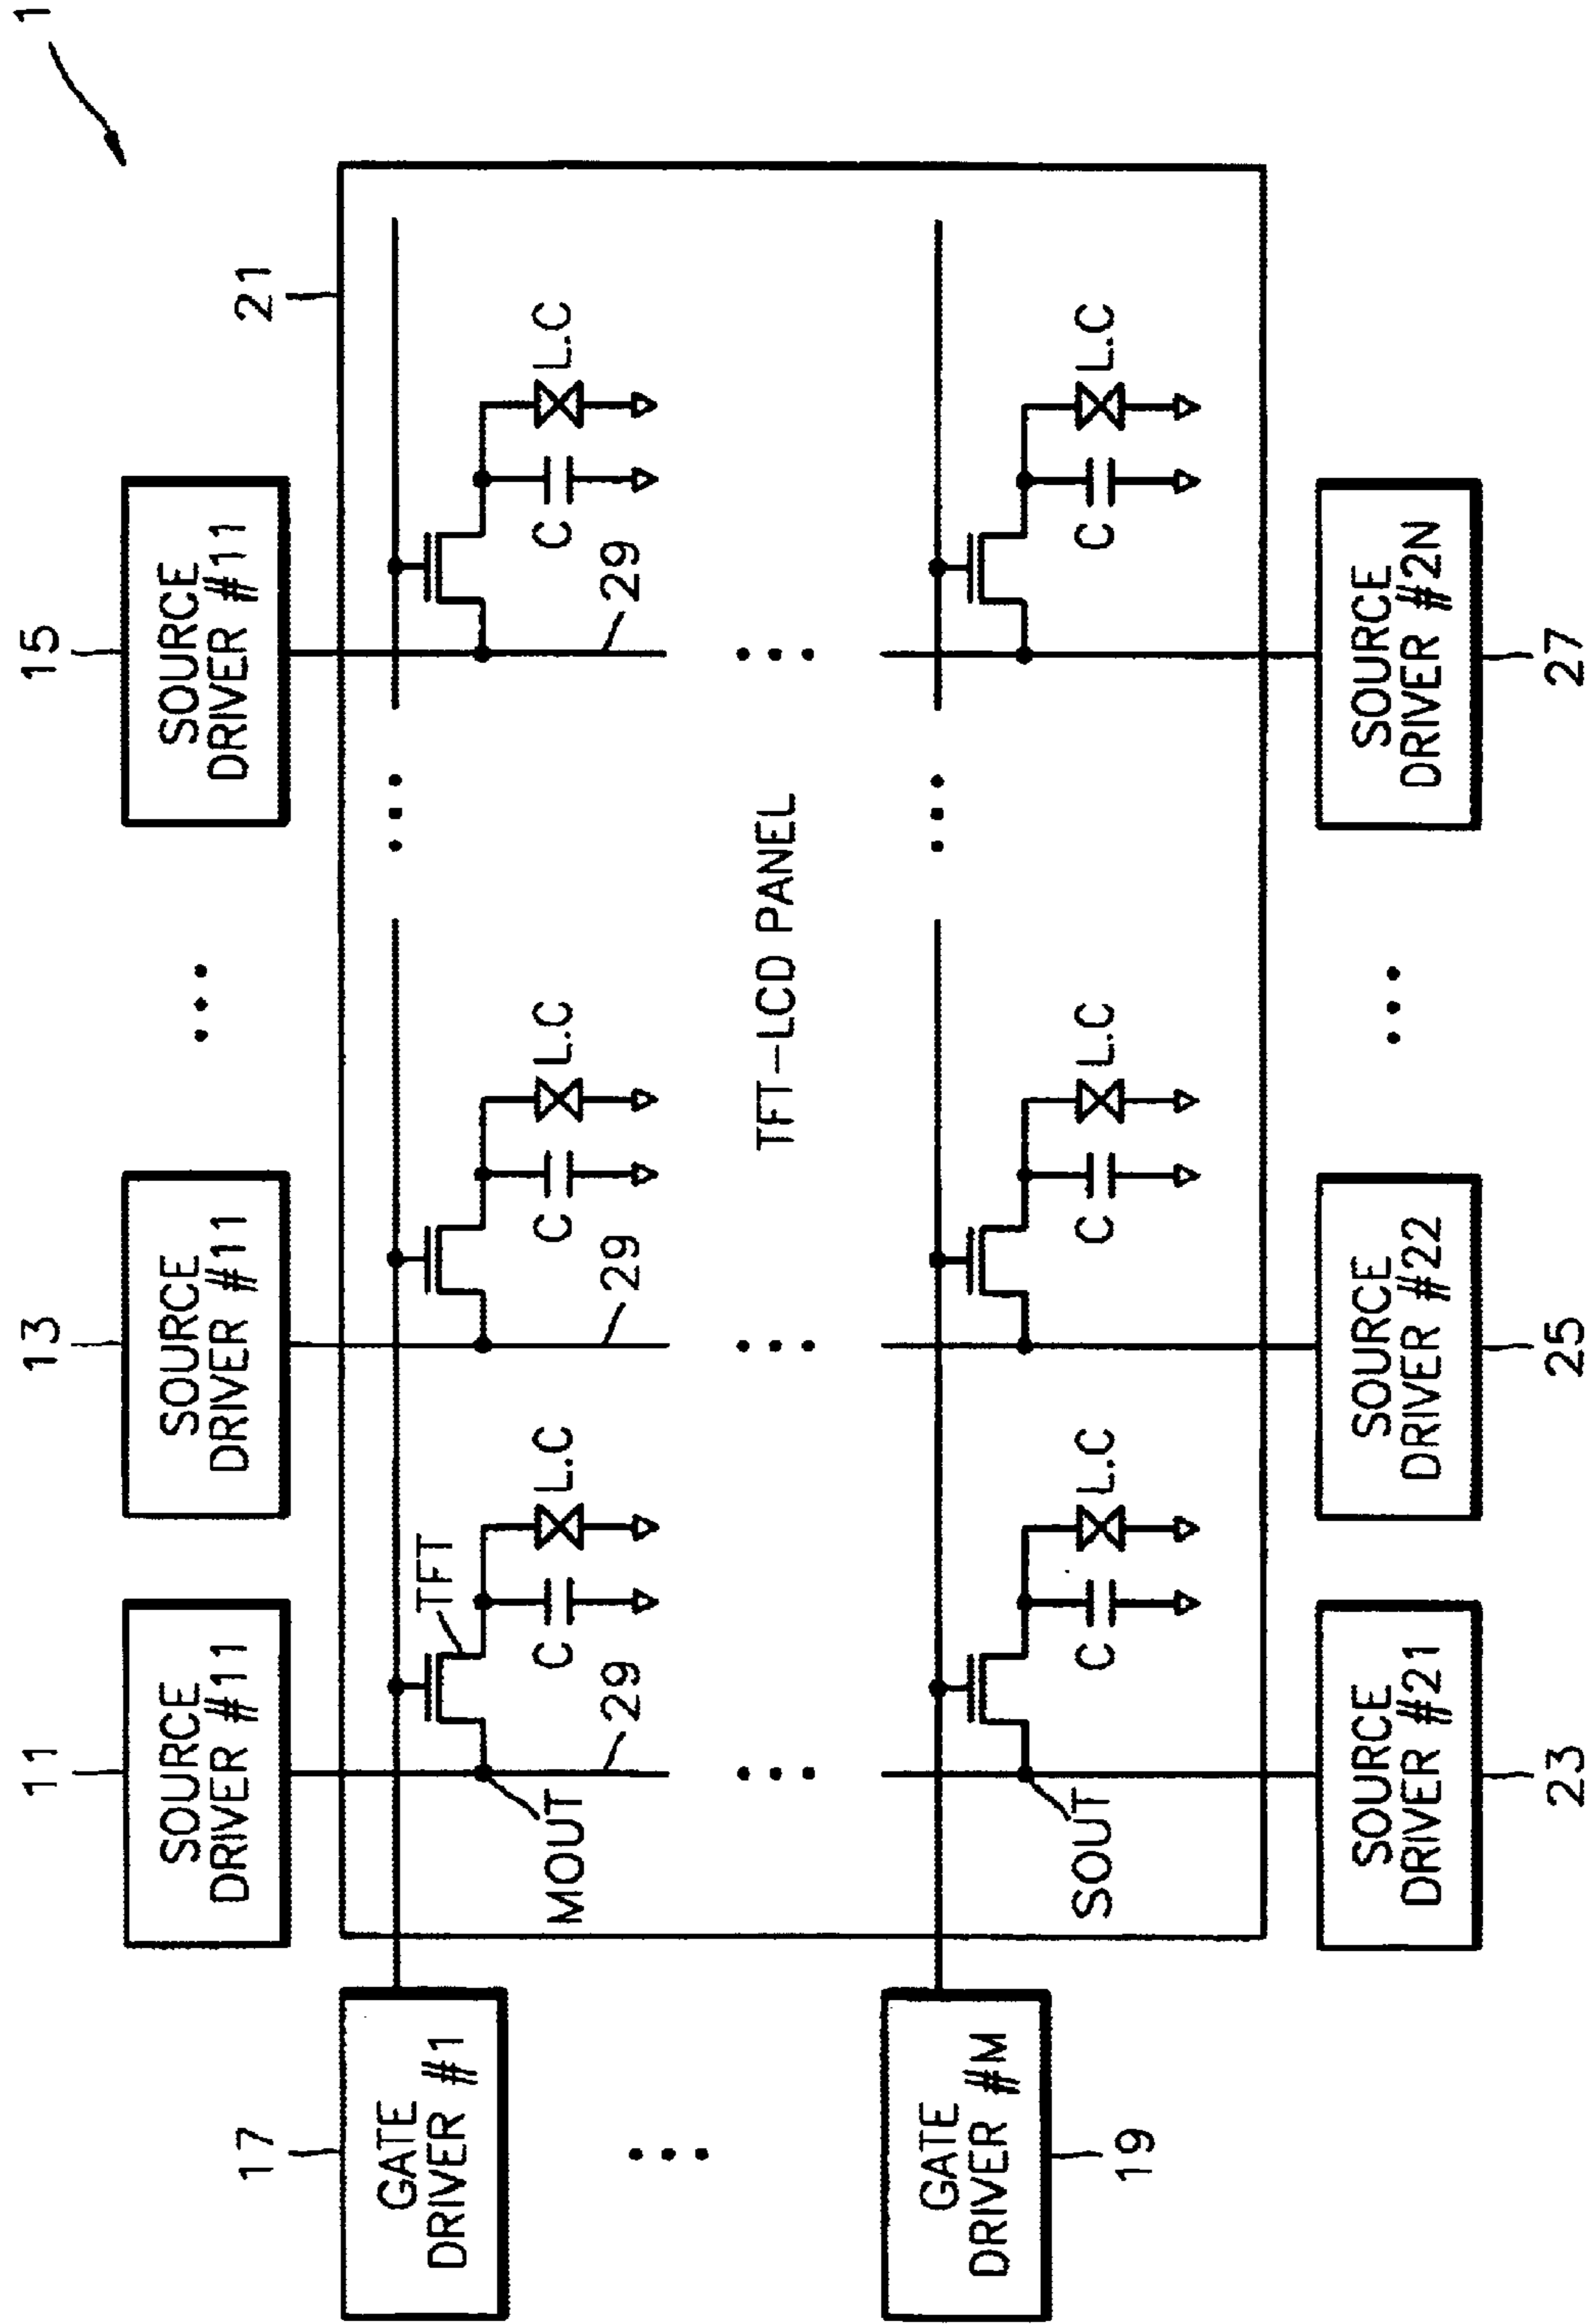 1
11
13
15
SOURCE
DRIVER #11
SOURCE
DRIVER #11
SOURCE
DRIVER #11
21
17
GATE
DRIVER #1
TFT
C
L.C
C
L.C
C
L.C
MOUT
29
29
29
TFT-LCD PANEL
GATE
DRIVER #M
19
C
L.C
C
L.C
C
L.C
SOUT
SOURCE
DRIVER #21
SOURCE
DRIVER #22
SOURCE
DRIVER #2N
23
25
27